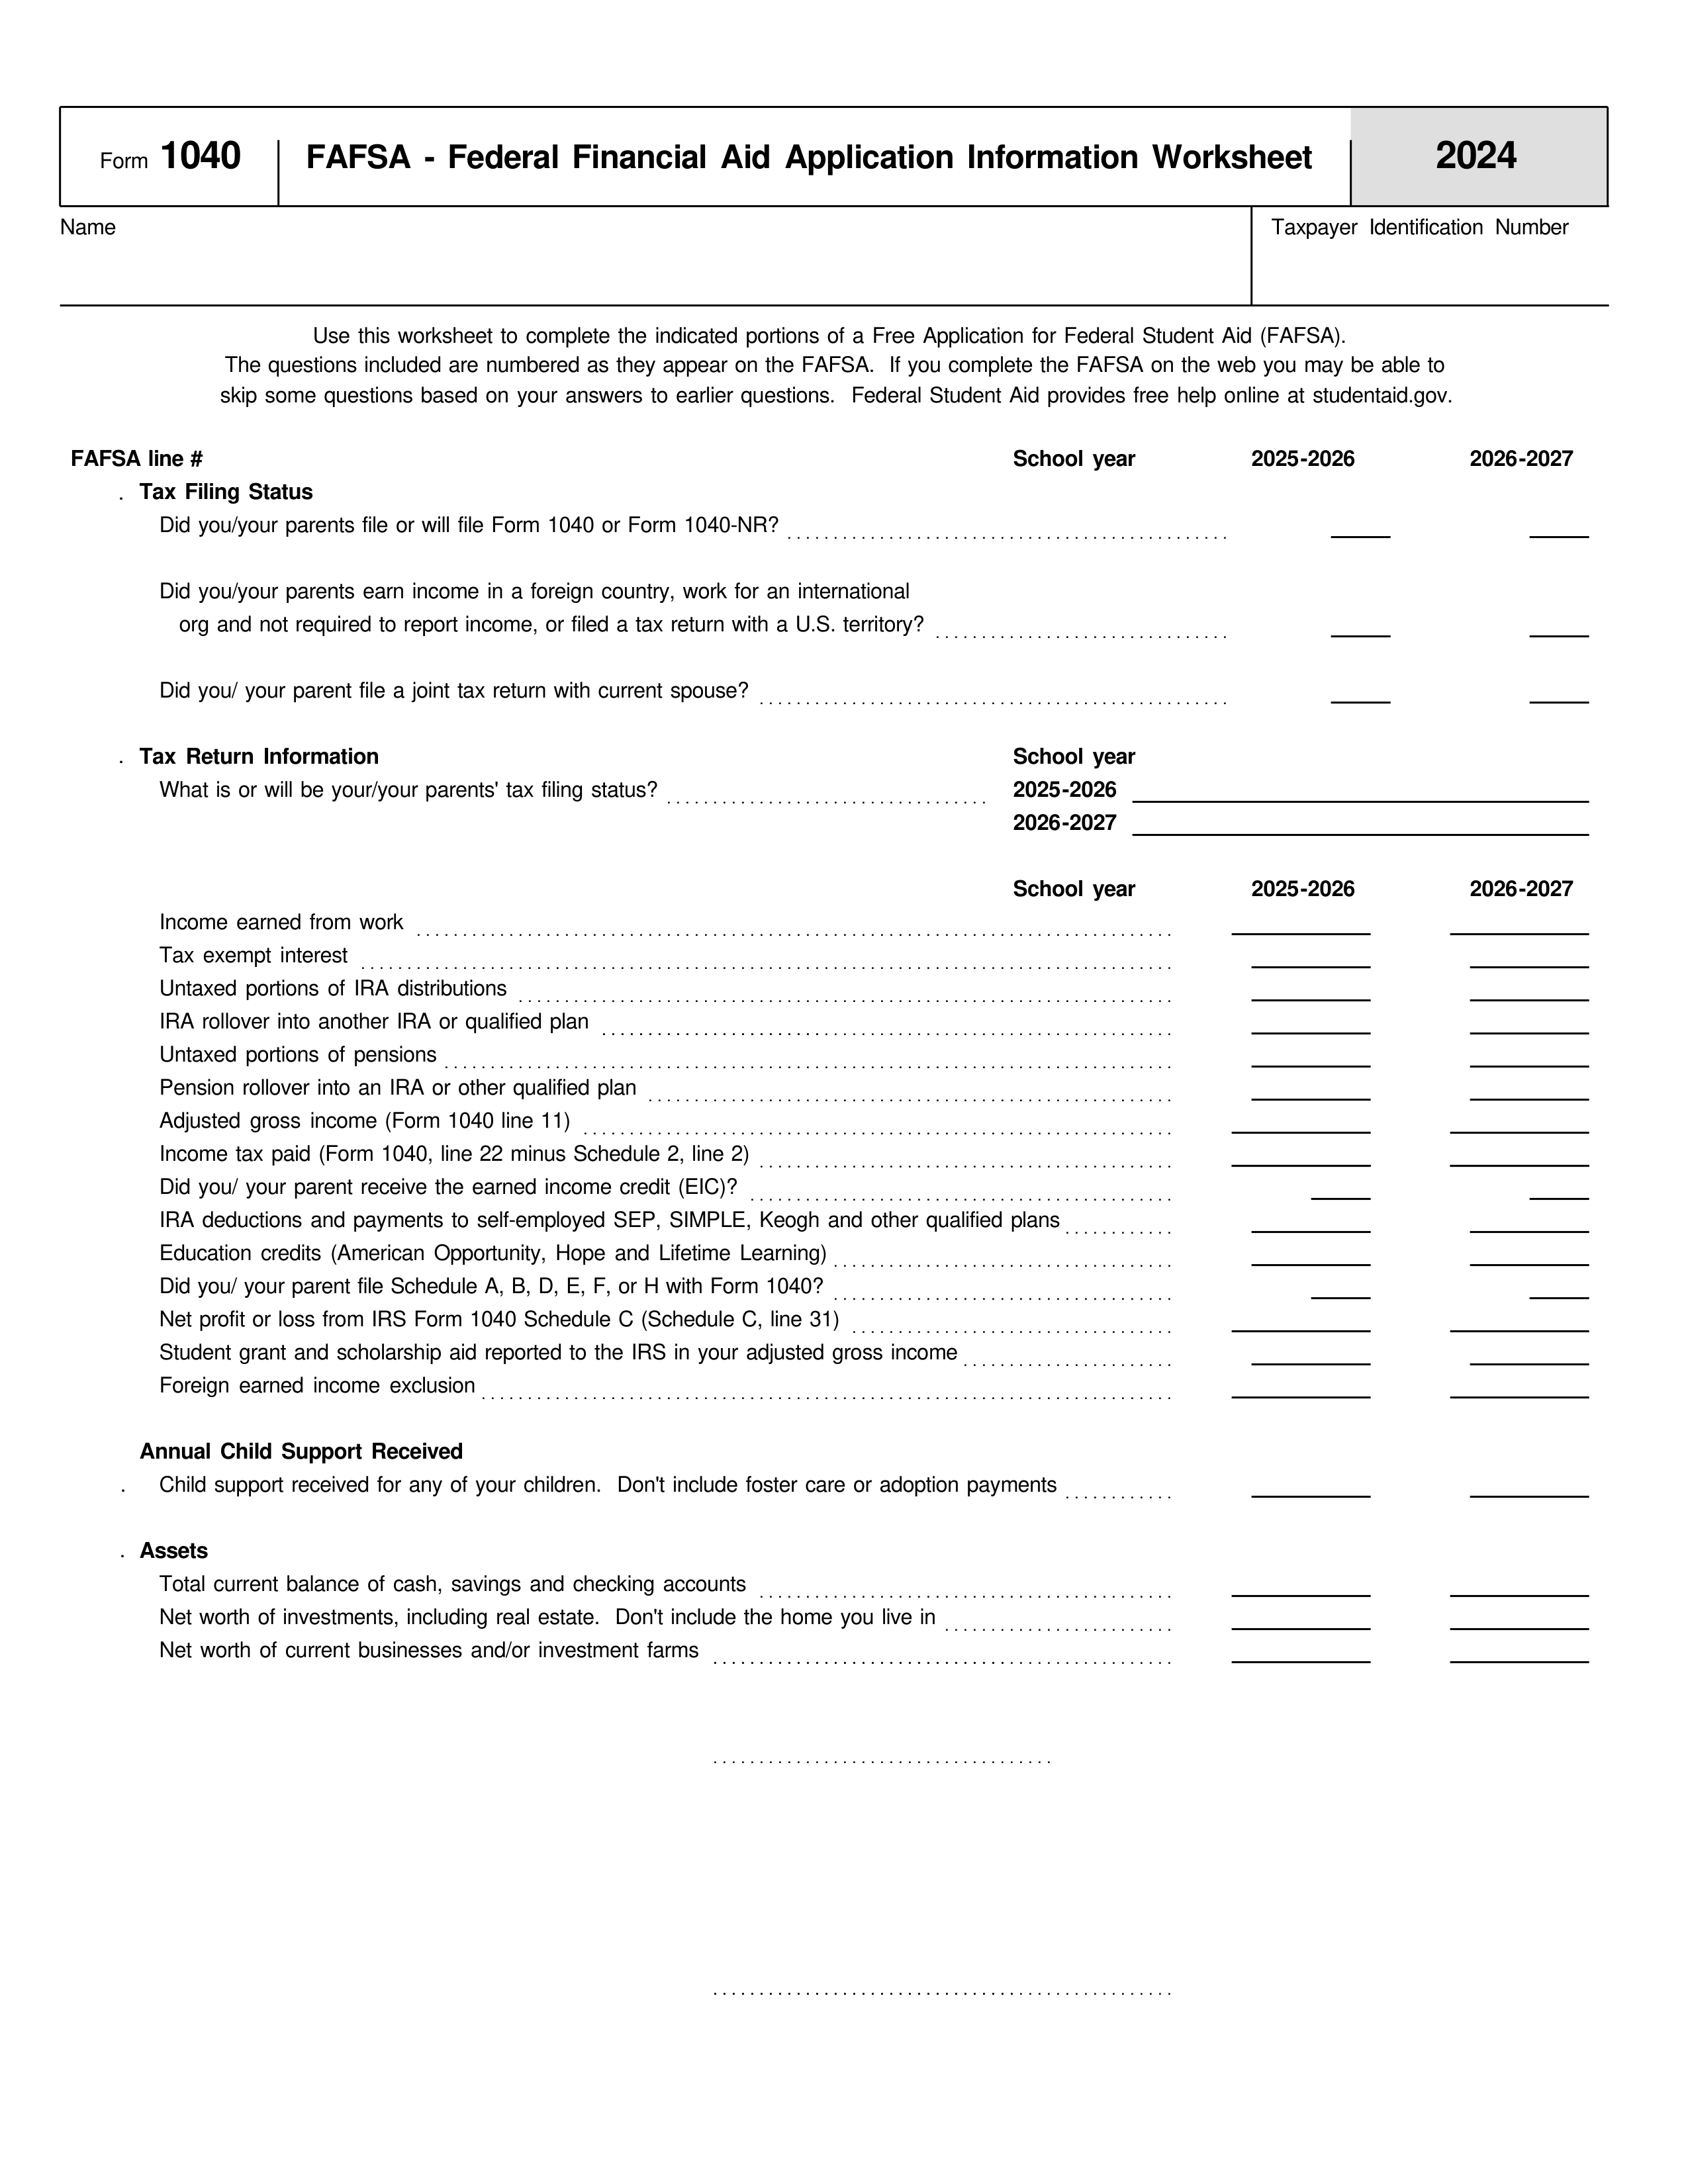 Form 1040 FAFSA - Federal Financial Aid Application Information Worksheet 2024
Name Taxpayer Identification Number
Use this worksheet to complete the indicated portions of a Free Application for Federal Student Aid (FAFSA).
The questions included are numbered as they appear on the FAFSA. If you complete the FAFSA on the web you may be able to
skip some questions based on your answers to earlier questions. Federal Student Aid provides free help online at studentaid.gov.
FAFSA line # School year 2025-2026 2026-2027
. Tax Filing Status
Did you/your parents file or will file Form 1040 or Form 1040-NR?
Did you/your parents earn income in a foreign country, work for an international
org and not required to report income, or filed a tax return with a U.S. territory?
Did you/ your parent file a joint tax return with current spouse?
. Tax Return Information School year
What is or will be your/your parents' tax filing status? 2025-2026
2026-2027
School year 2025-2026 2026-2027
Income earned from work
Tax exempt interest
Untaxed portions of IRA distributions
IRA rollover into another IRA or qualified plan
Untaxed portions of pensions
Pension rollover into an IRA or other qualified plan
Adjusted gross income (Form 1040 line 11)
Income tax paid (Form 1040, line 22 minus Schedule 2, line 2)
Did you/ your parent receive the earned income credit (EIC)?
IRA deductions and payments to self-employed SEP, SIMPLE, Keogh and other qualified plans
Education credits (American Opportunity, Hope and Lifetime Learning)
Did you/ your parent file Schedule A, B, D, E, F, or H with Form 1040?
Net profit or loss from IRS Form 1040 Schedule C (Schedule C, line 31)
Student grant and scholarship aid reported to the IRS in your adjusted gross income
Foreign earned income exclusion
Annual Child Support Received
. Child support received for any of your children. Don't include foster care or adoption payments
. Assets
Total current balance of cash, savings and checking accounts
Net worth of investments, including real estate. Don't include the home you live in
Net worth of current businesses and/or investment farms